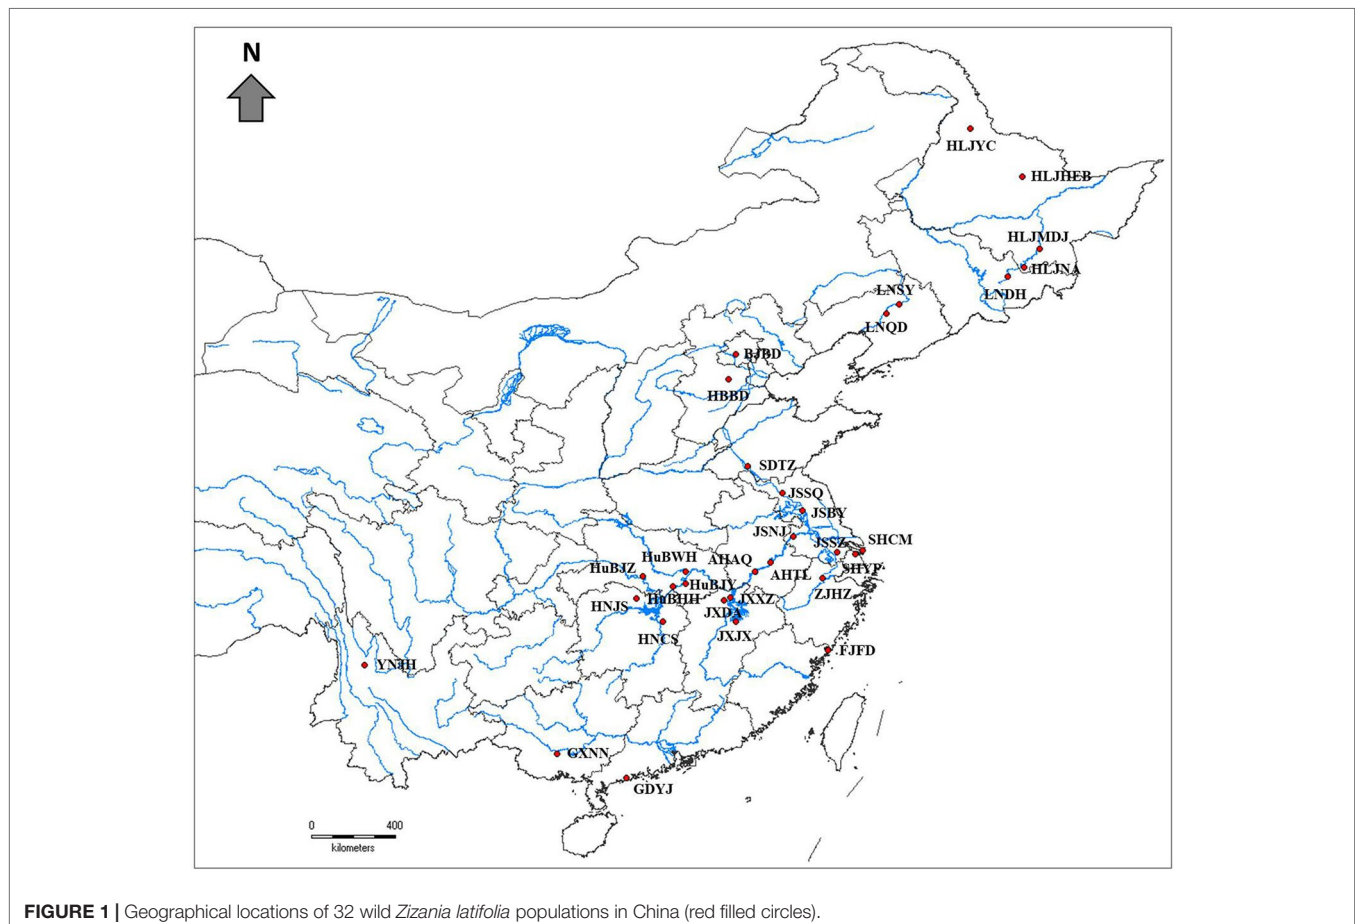 N
HLJYC
HLJHEB
HLJMDJ
HLJNA
LNDH
LNSY
LNQD
BJBD
HBBD
SDTZ
JSSQ
JSBY
JSNJ
JSSZ
SHCM
SHYP
HuBWH
AHAQ
HuBJZ
AHTL
HuBJY
ZJHZ
HNJS
HuBHH
JXXZ
JXDA
HNCS
JXJX
FJFD
YNJH
GXNN
GDYJ
0 400
kilometers
FIGURE 1 | Geographical locations of 32 wild Zizania latifolia populations in China (red filled circles).